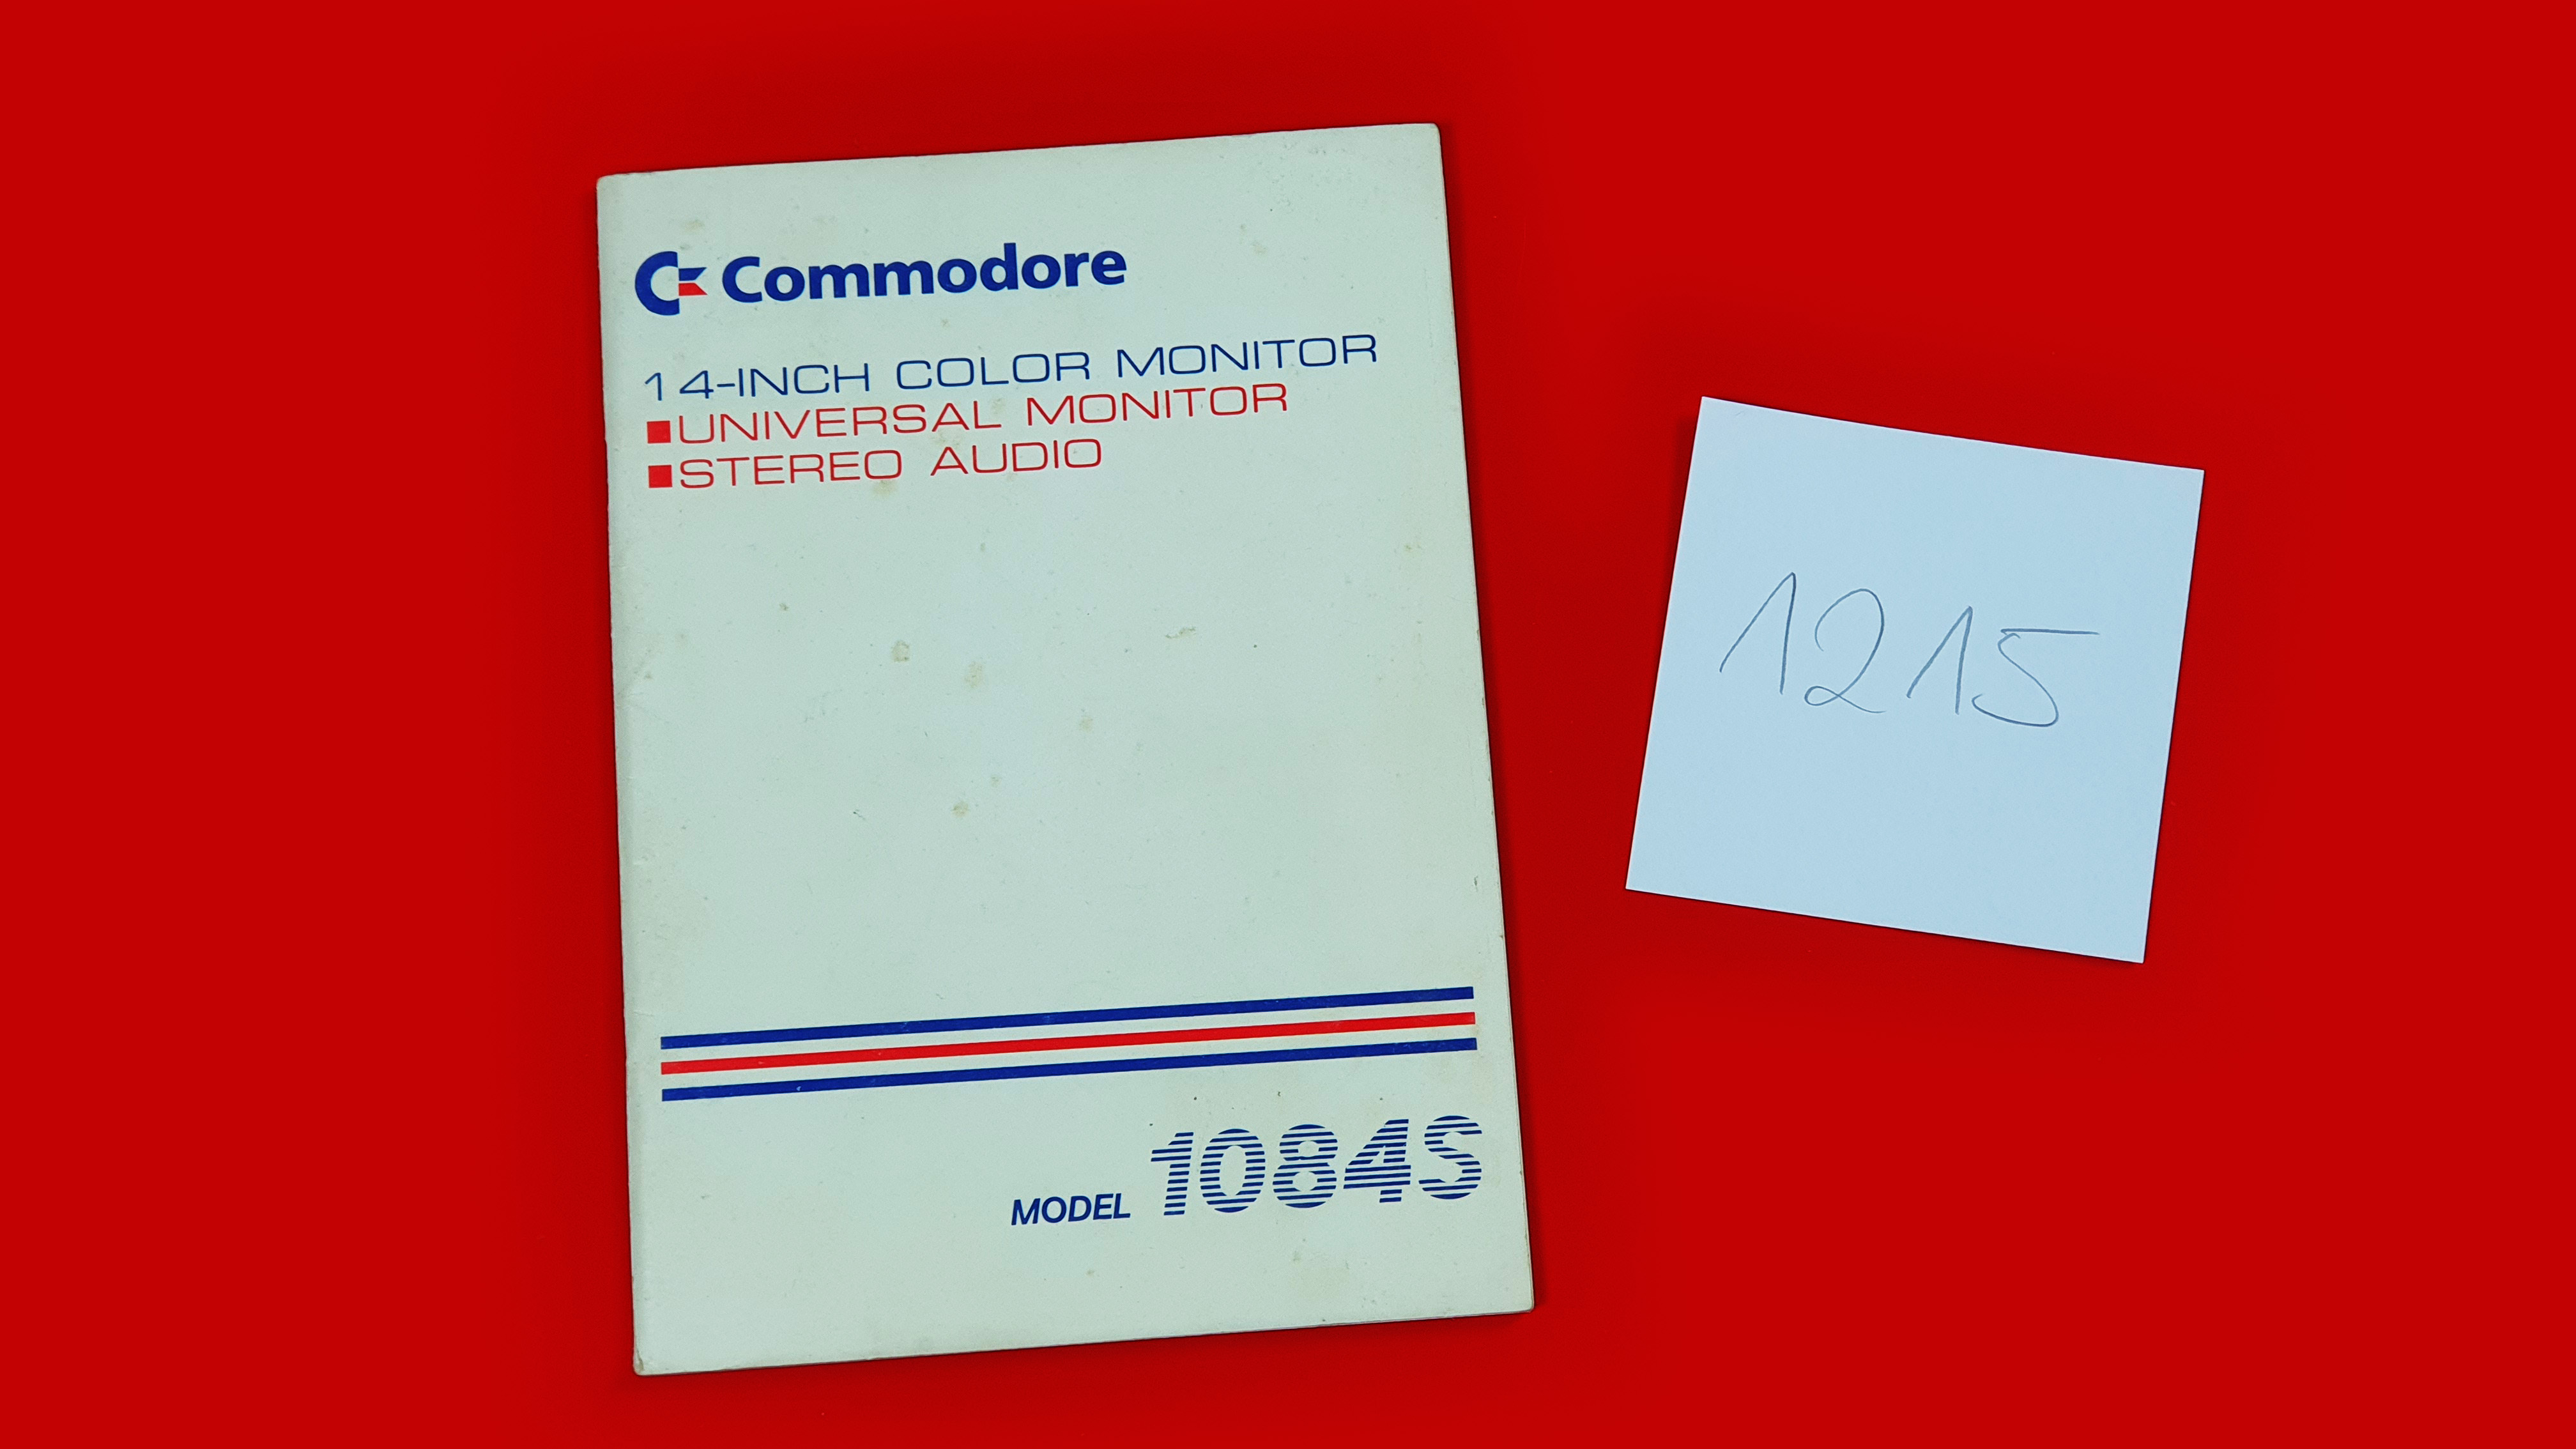 Commodore
14-INCH COLOR MONITOR
■UNIVERSAL MONITOR
■STEREO AUDIO
MODEL 1084S
1215